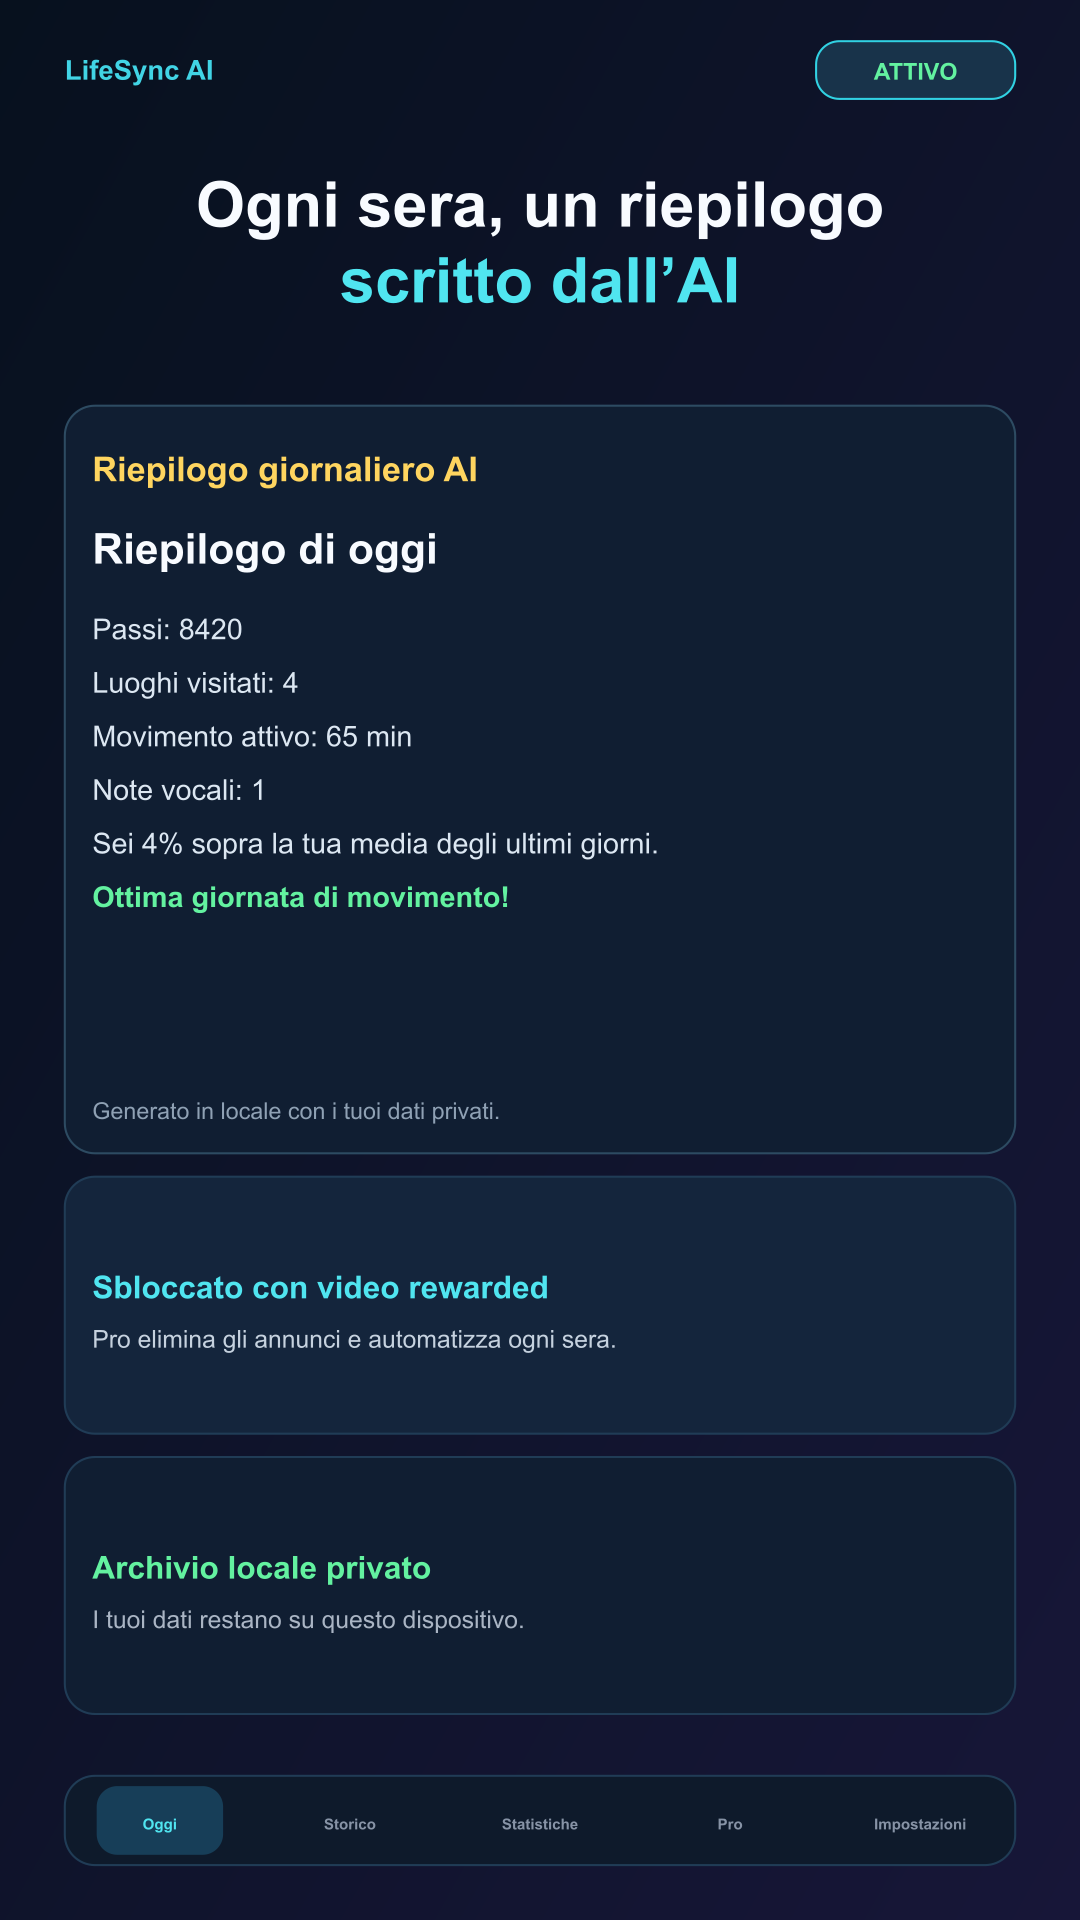 LifeSync AI
ATTIVO
Ogni sera, un riepilogo
scritto dall’AI
Riepilogo giornaliero AI
Riepilogo di oggi
Passi: 8420
Luoghi visitati: 4
Movimento attivo: 65 min
Note vocali: 1
Sei 4% sopra la tua media degli ultimi giorni.
Ottima giornata di movimento!
Generato in locale con i tuoi dati privati.
Sbloccato con video rewarded
Pro elimina gli annunci e automatizza ogni sera.
Archivio locale privato
I tuoi dati restano su questo dispositivo.
Oggi
Storico
Statistiche
Pro
Impostazioni